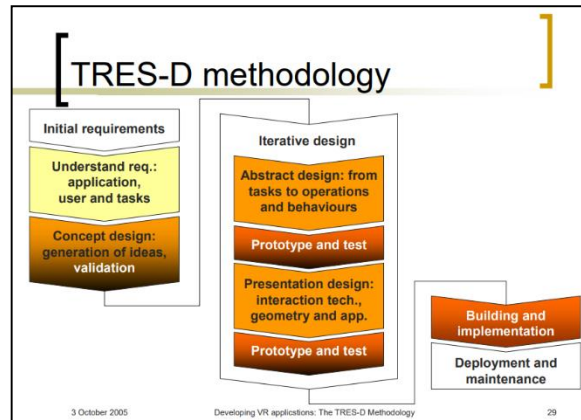 TRES-D methodology
Initial requirements
Understand req.:
application,
user and tasks
Concept design:
generation of ideas,
validation
Iterative design
Abstract design: from
tasks to operations
and behaviours
Prototype and test
Presentation design:
interaction tech.,
geometry and app.
Prototype and test
Building and
implementation
Deployment and
maintenance
3 October 2005
Developing VR applictions: The TRES-D Methodology
29